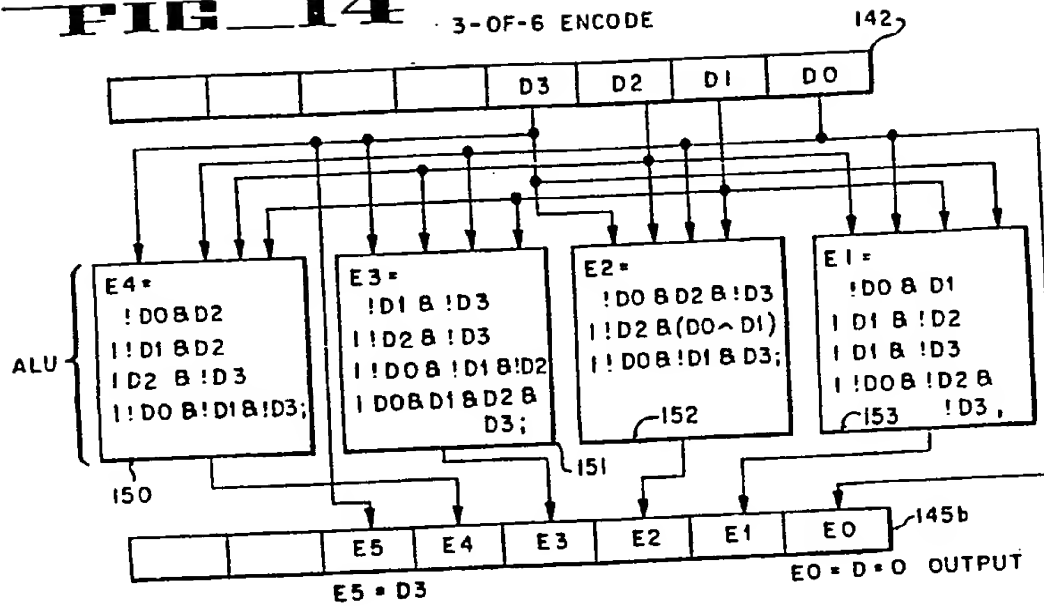 FIG__14
3-OF-6 ENCODE
142
D3 D2 D1 D0
E4=
!D0&D2
|!D1&D2
|D2 &!D3
|!D0&!D1&!D3;
E3=
!D1 & !D3
|!D2 & !D3
|!D0&!D1&!D2
|D0&D1&D2&
D3;
E2=
!D0&D2&!D3
|!D2&(D0^D1)
|!D0&!D1&D3;
E1=
!D0 & D1
|D1 & !D2
|D1 & !D3
|!D0&!D2&
!D3,
ALU
150
151
152
153
E5 E4 E3 E2 E1 E0
145b
E5=D3
E0=D=0 OUTPUT